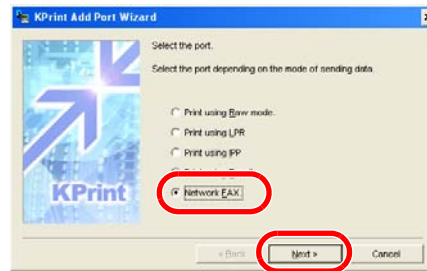 KPrint Add Port Wizard
Select the port.
Select the port depending on the mode of sending data.
Print using Raw mode.
Print using LPR
Print using IPP
Network FAX
KPrint
< Back
Next >
Cancel